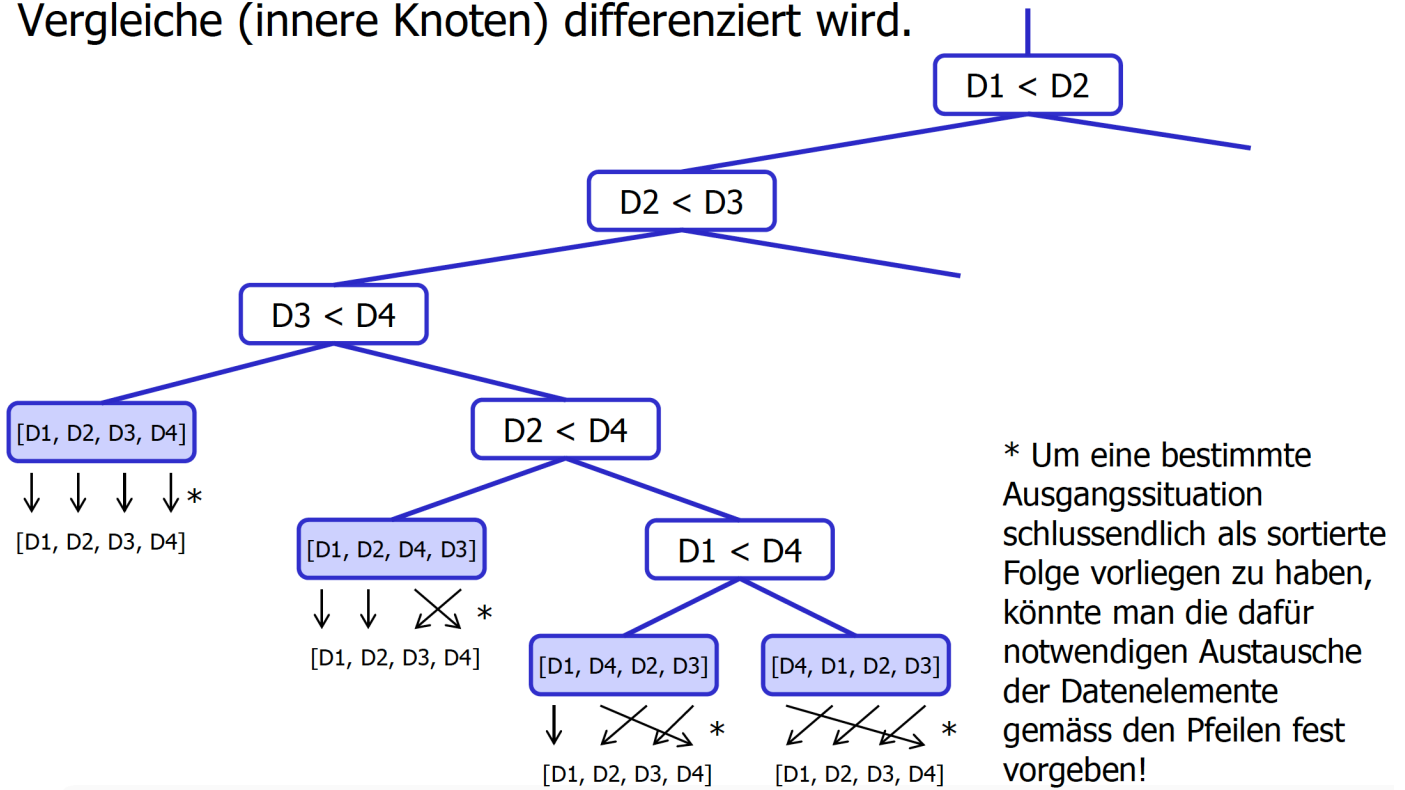 Vergleiche (innere Knoten) differenziert wird.
D1 < D2
D2 < D3
D3 < D4
[D1, D2, D3, D4]
*
[D1, D2, D3, D4]
D2 < D4
[D1, D2, D4, D3]
*
[D1, D2, D3, D4]
D1 < D4
[D1, D4, D2, D3]
*
[D1, D2, D3, D4]
[D4, D1, D2, D3]
*
[D1, D2, D3, D4]
* Um eine bestimmte
Ausgangssituation
schlussendlich als sortierte
Folge vorliegen zu haben,
könnte man die dafür
notwendigen Austausche
der Datenelemente
gemäss den Pfeilen fest
vorgeben!